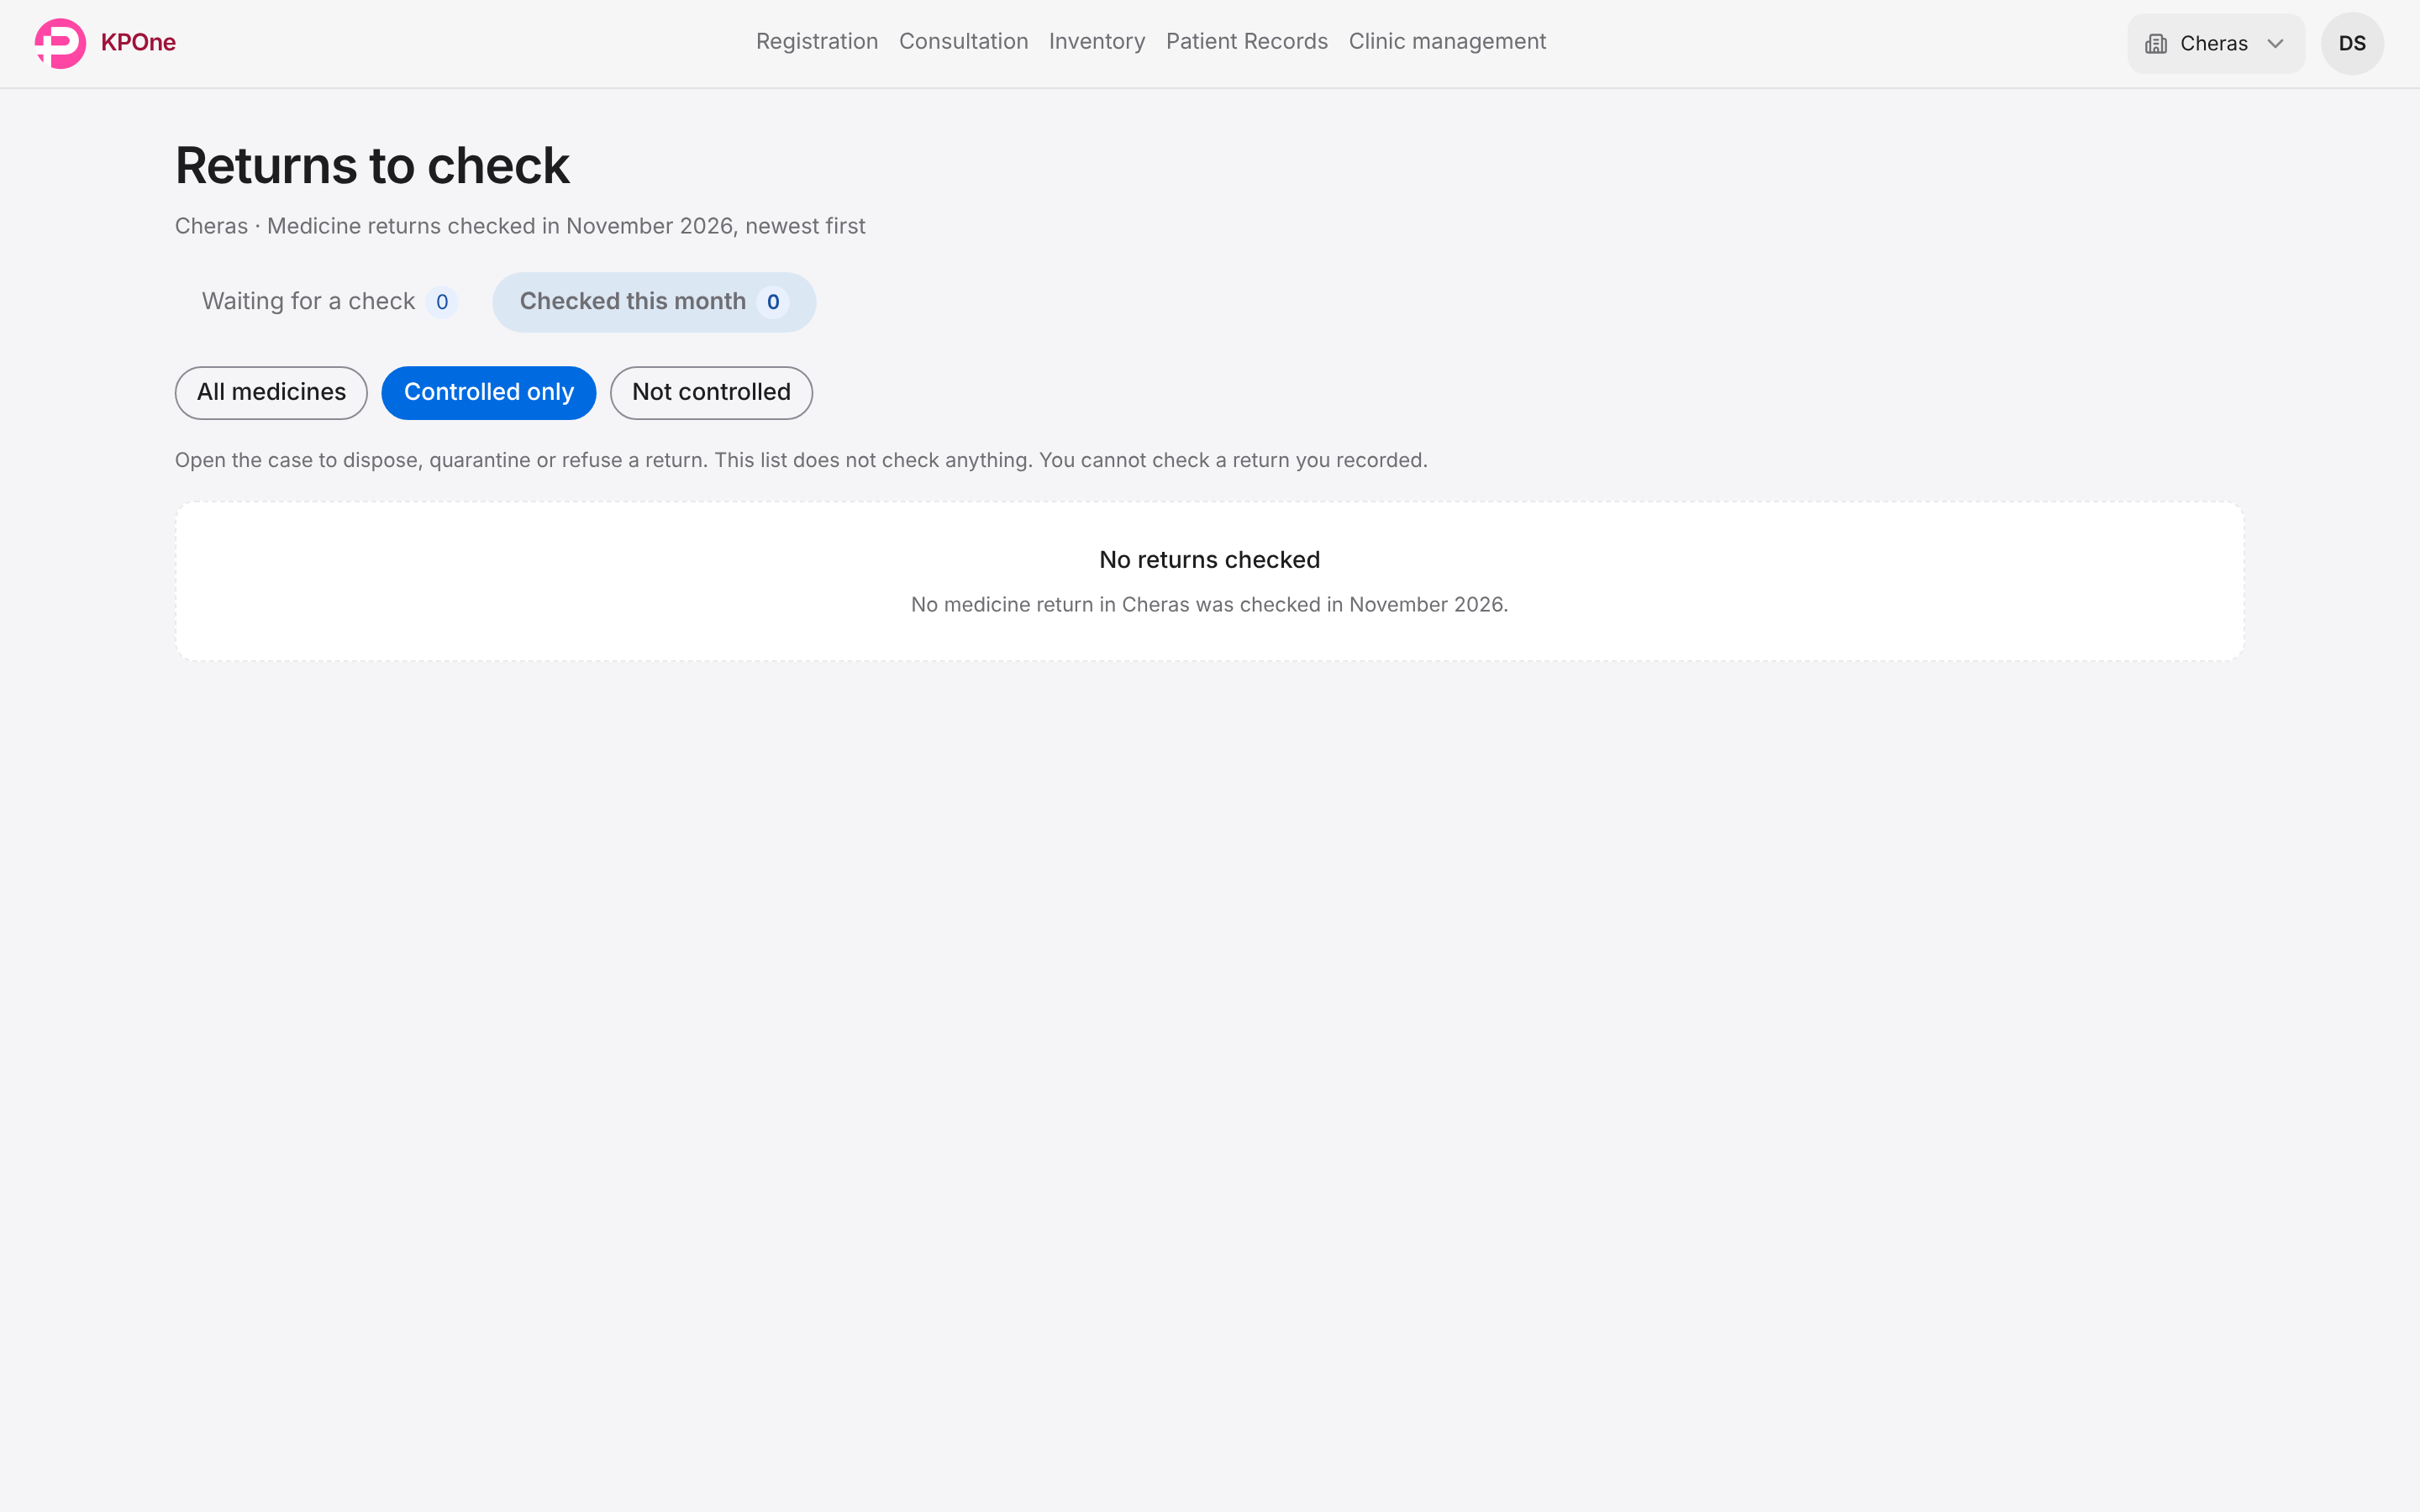 KPOne
Registration Consultation Inventory Patient Records Clinic management
Cheras
DS
Returns to check
Cheras · Medicine returns checked in November 2026, newest first
Waiting for a check 0
Checked this month 0
All medicines
Controlled only
Not controlled
Open the case to dispose, quarantine or refuse a return. This list does not check anything. You cannot check a return you recorded.
No returns checked
No medicine return in Cheras was checked in November 2026.